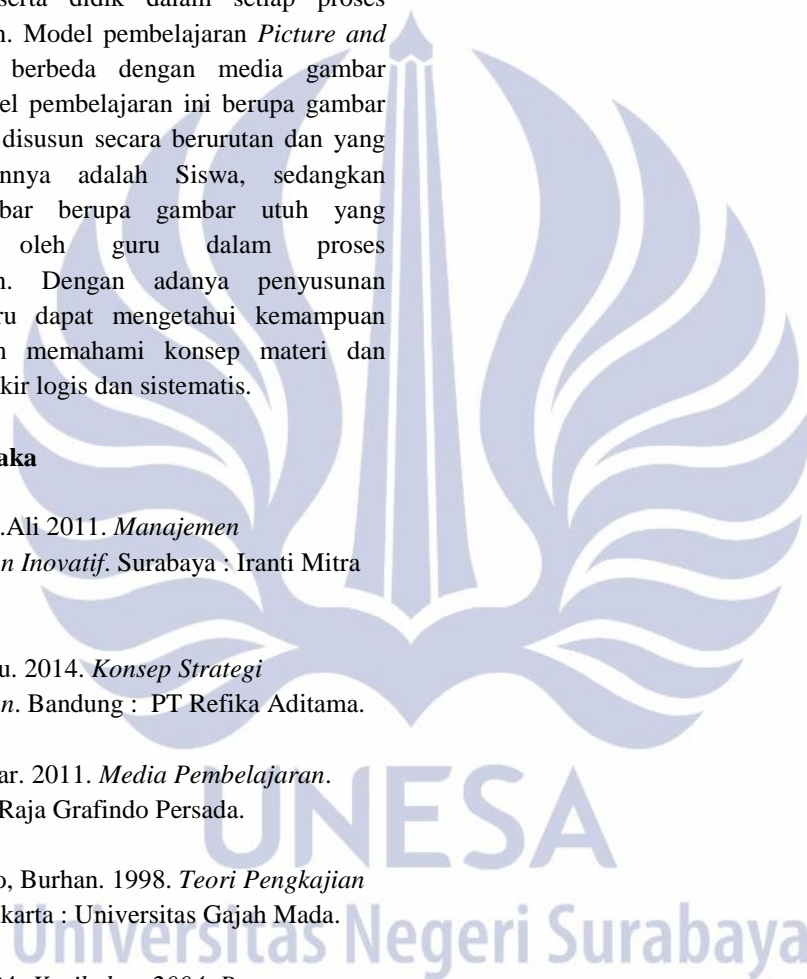 serta didik dalam setiap proses
n. Model pembelajaran Picture and
berbeda dengan media gambar
el pembelajaran ini berupa gambar
disusun secara berurutan dan yang
nnya adalah Siswa, sedangkan
bar berupa gambar utuh yang
oleh guru dalam proses
n. Dengan adanya penyusunan
ru dapat mengetahui kemampuan
n memahami konsep materi dan
kir logis dan sistematis.
aka
.Ali 2011. Manajemen
n Inovatif. Surabaya : Iranti Mitra
u. 2014. Konsep Strategi
n. Bandung : PT Refika Aditama.
ar. 2011. Media Pembelajaran.
Raja Grafindo Persada.
o, Burhan. 1998. Teori Pengkajian
karta : Universitas Gajah Mada.
UNESA
Universitas Negeri Surabaya